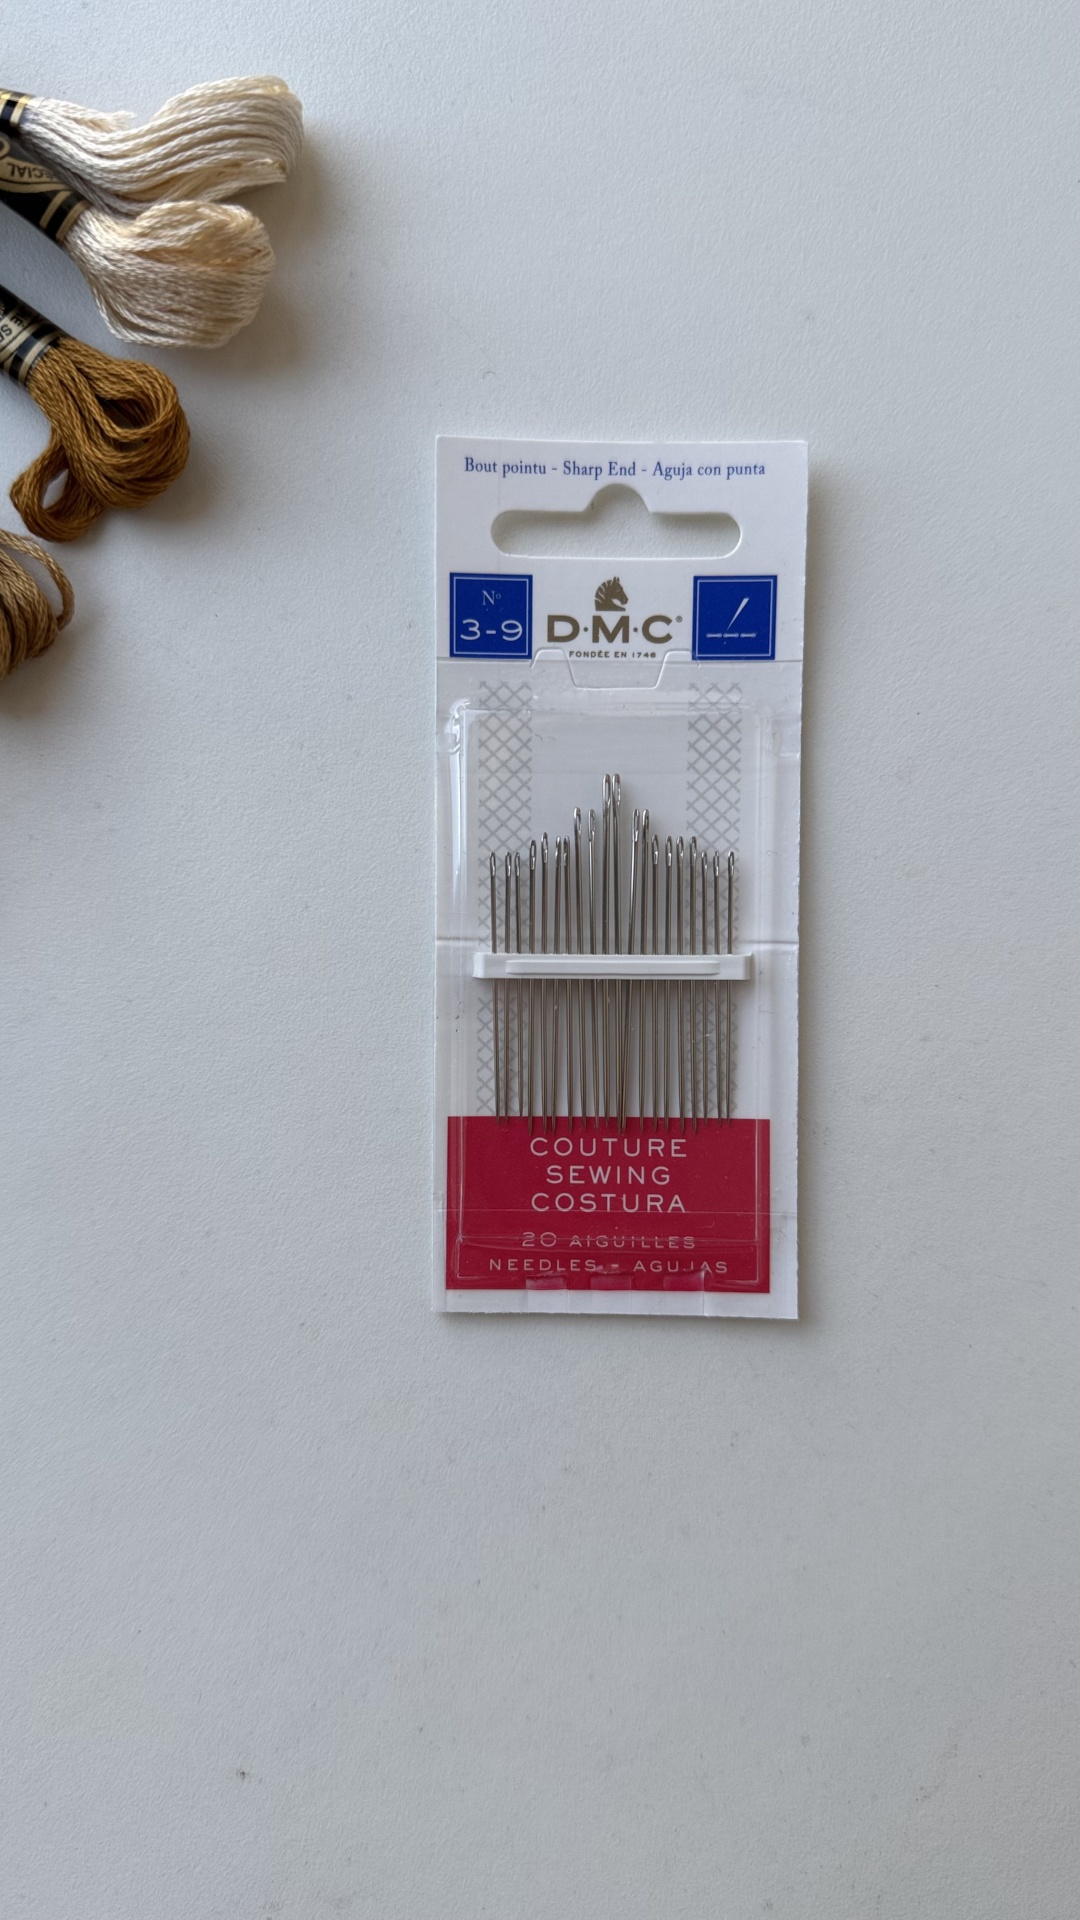 Bout pointu - Sharp End - Aguja con punta
Nº
3-9
D·M·C®
FONDÉE EN 1746
COUTURE
SEWING
COSTURA
20 AIGUILLES
NEEDLES - AGUJAS